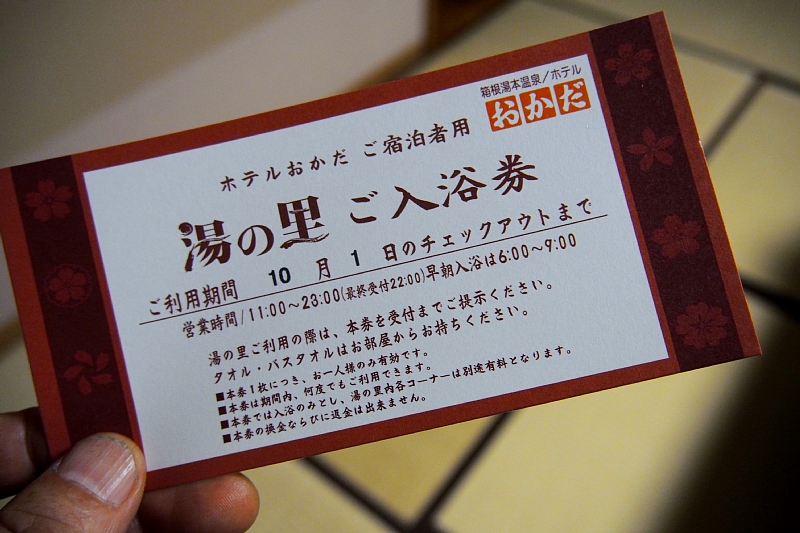 箱根湯本温泉/ホテル
おかだ
ホテルおかだ ご宿泊者用
湯の里 ご入浴券
ご利用期間 10 月 1 日のチェックアウトまで
営業時間/11:00〜23:00(最終受付22:00)早朝入浴は6:00〜9:00
湯の里ご利用の際は、本券を受付までご提示ください。
タオル・バスタオルはお部屋からお持ちください。
■本券1枚につき、お一人様のみ有効です。
■本券は期間内、何度でもご利用できます。
■本券では入浴のみとし、湯の里内各コーナーは別途有料となります。
■本券の換金ならびに返金は出来ません。